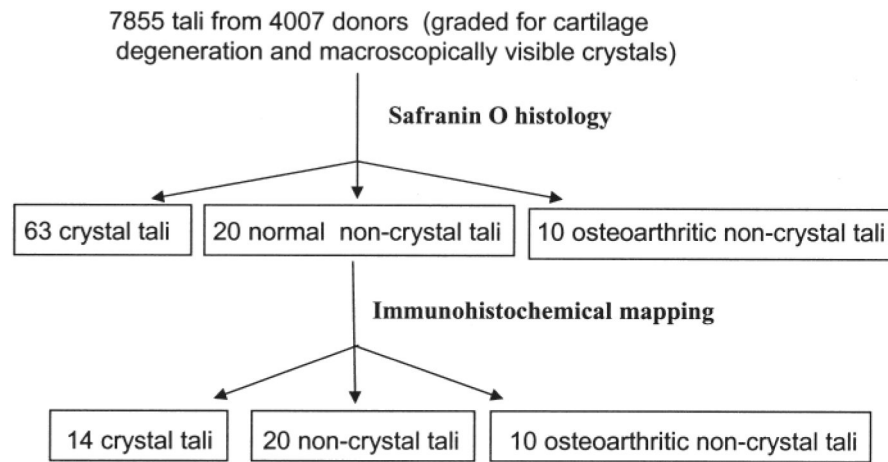 7855 tali from 4007 donors (graded for cartilage
degeneration and macroscopically visible crystals)
Safranin O histology
63 crystal tali
20 normal non-crystal tali
10 osteoarthritic non-crystal tali
Immunohistochemical mapping
14 crystal tali
20 non-crystal tali
10 osteoarthritic non-crystal tali